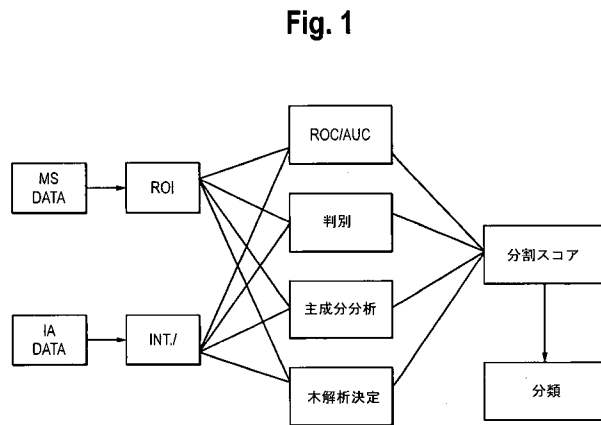 Fig. 1
ROC/AUC
MS
DATA
ROI
判別
分割スコア
主成分分析
IA
DATA
INT./
木解析決定
分類